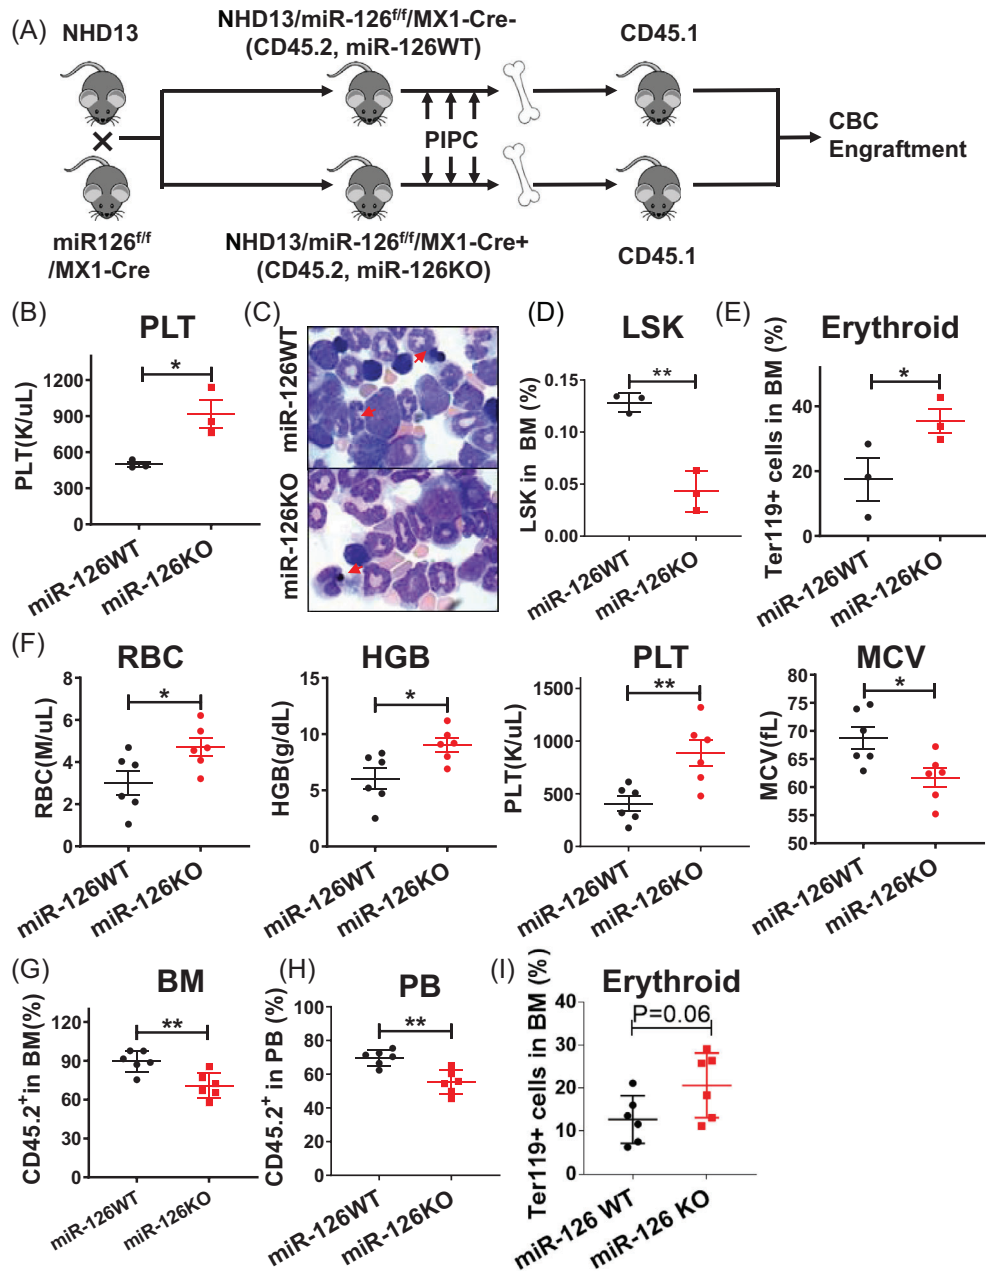 (A)
NHD13
×
miR126f/f
/MX1-Cre
NHD13/miR-126f/f/MX1-Cre-
(CD45.2, miR-126WT)
PIPC
NHD13/miR-126f/f/MX1-Cre+
(CD45.2, miR-126KO)
CD45.1
CD45.1
CBC
Engraftment
(B)
PLT
PLT(K/uL)
1200
900
600
300
0
*
miR-126WT
miR-126KO
(C)
miR-126WT
miR-126KO
(D)
LSK
LSK in BM (%)
0.15
0.10
0.05
0.00
**
miR-126WT
miR-126KO
(E)
Erythroid
Ter119+ cells in BM (%)
40
20
0
*
miR-126WT
miR-126KO
(F)
RBC
RBC(M/uL)
8
6
4
2
0
*
miR-126WT
miR-126KO
HGB
HGB(g/dL)
15
10
5
0
*
miR-126WT
miR-126KO
PLT
PLT(K/uL)
1500
1000
500
0
**
miR-126WT
miR-126KO
MCV
MCV(fL)
80
75
70
65
60
55
50
*
miR-126WT
miR-126KO
(G)
BM
CD45.2+in BM(%)
120
90
60
30
0
**
miR-126WT
miR-126KO
(H)
PB
CD45.2+ in PB (%)
100
80
60
40
20
0
**
miR-126WT
miR-126KO
(I)
Erythroid
Ter119+ cells in BM (%)
40
30
20
10
0
P=0.06
miR-126 WT
miR-126 KO